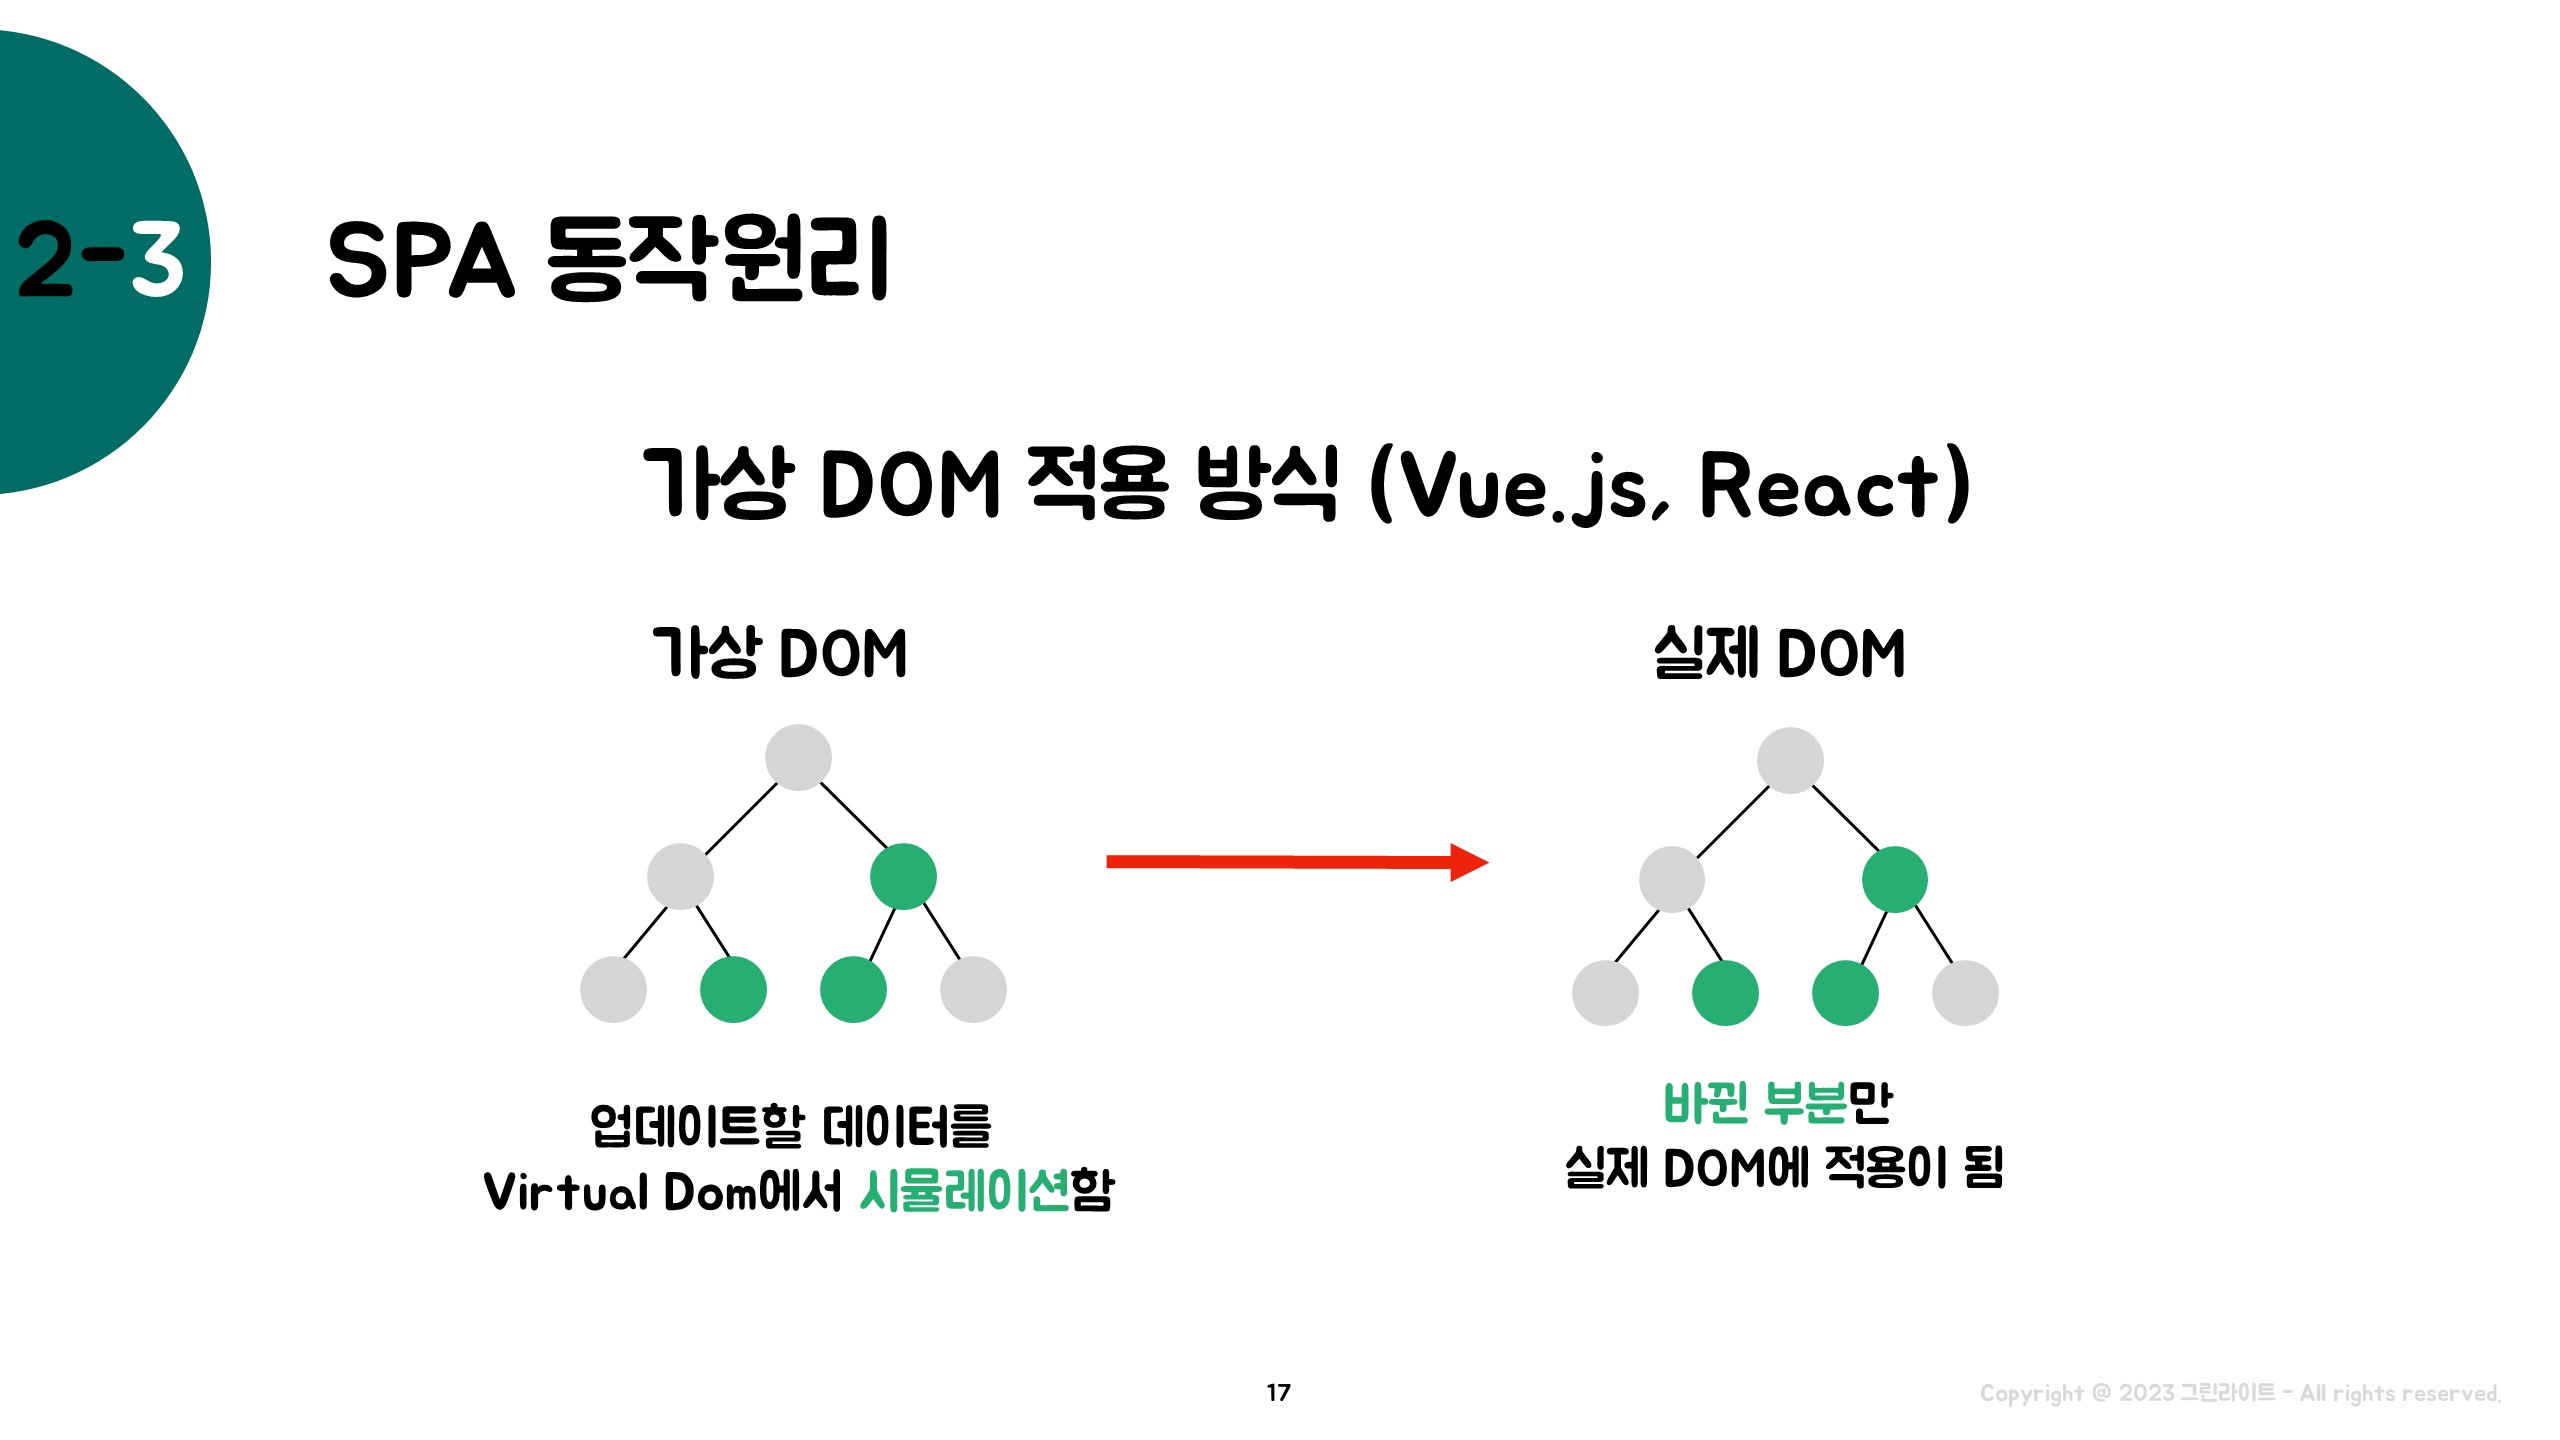 2-3
SPA 동작원리
가상 DOM 적용 방식 (Vue.js, React)
가상 DOM
실제 DOM
업데이트할 데이터를
Virtual Dom에서 시뮬레이션함
바뀐 부분만
실제 DOM에 적용이 됨
17
Copyright @ 2023 그린라이트 - All rights reserved.